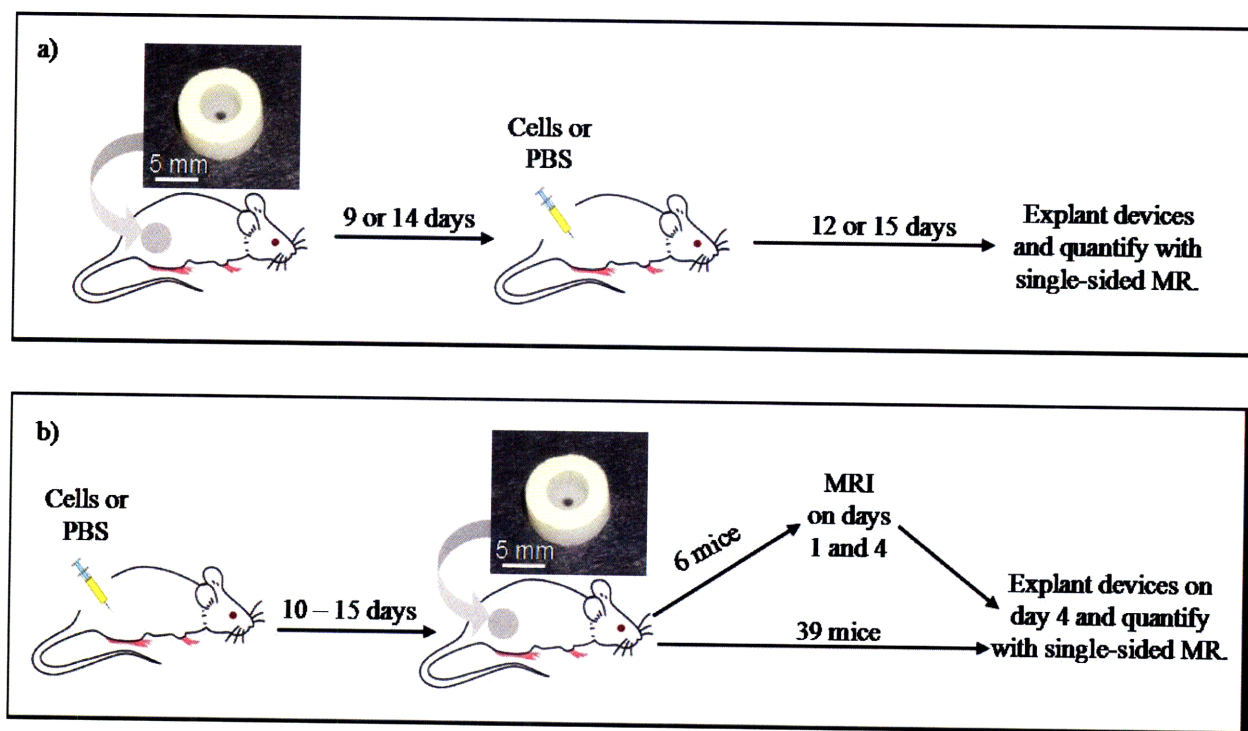 a)
5 mm
9 or 14 days
Cells or
PBS
12 or 15 days
Explant devices
and quantify with
single-sided MR.
b)
Cells or
PBS
10 – 15 days
5 mm
6 mice
MRI
on days
1 and 4
39 mice
Explant devices on
day 4 and quantify
with single-sided MR.